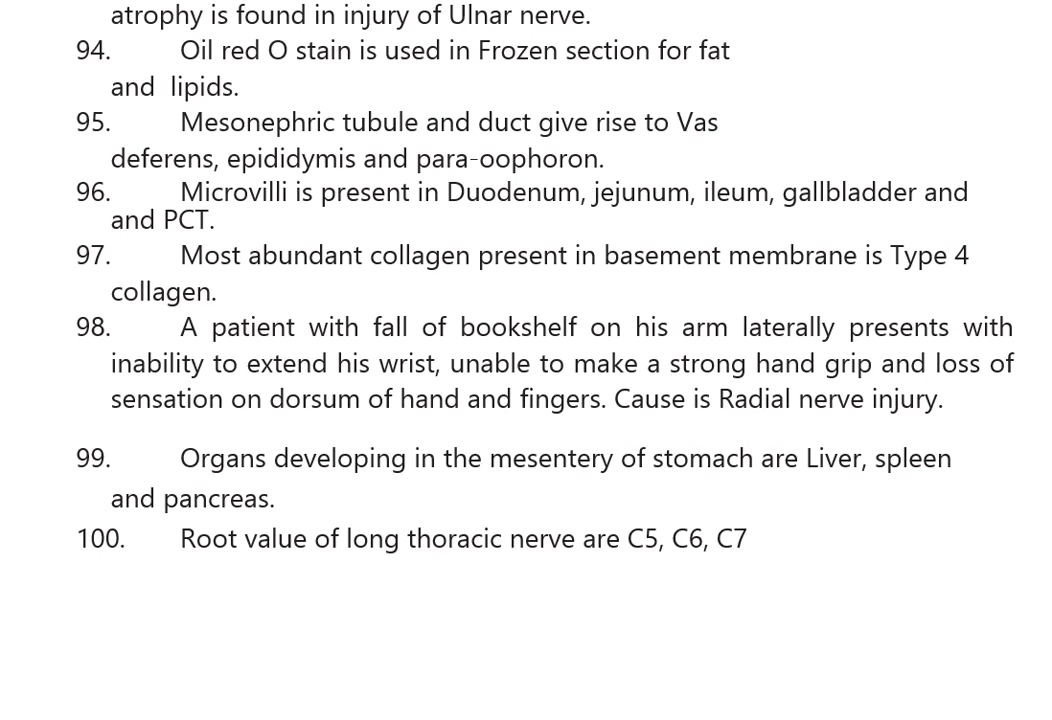 atrophy is found in injury of Ulnar nerve.
94. Oil red O stain is used in Frozen section for fat
and lipids.
95. Mesonephric tubule and duct give rise to Vas
deferens, epididymis and para-oophoron.
96. Microvilli is present in Duodenum, jejunum, ileum, gallbladder and
and PCT.
97. Most abundant collagen present in basement membrane is Type 4
collagen.
98. A patient with fall of bookshelf on his arm laterally presents with
inability to extend his wrist, unable to make a strong hand grip and loss of
sensation on dorsum of hand and fingers. Cause is Radial nerve injury.
99. Organs developing in the mesentery of stomach are Liver, spleen
and pancreas.
100. Root value of long thoracic nerve are C5, C6, C7